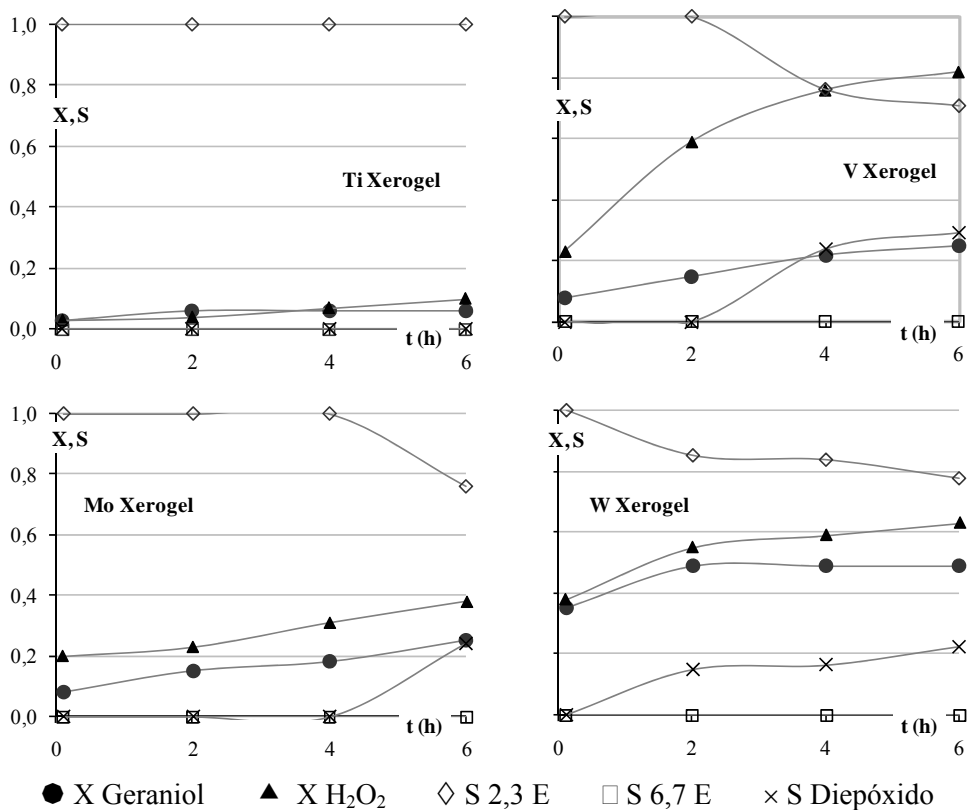 1,0
0,8
X, S
0,6
Ti Xerogel
0,4
0,2
0,0
t (h)
0 2 4 6
X, S
V Xerogel
t (h)
0 2 4 6
1,0
X, S
0,8
Mo Xerogel
0,6
0,4
0,2
0,0
t (h)
0 2 4 6
X, S
W Xerogel
t (h)
0 2 4 6
X Geraniol X H₂O₂ S 2,3 E S 6,7 E S Diepóxido